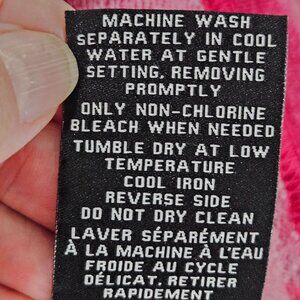 MACHINE WASH
SEPARATELY IN COOL
WATER AT GENTLE
SETTING, REMOVING
PROMPTLY
ONLY NON-CHLORINE
BLEACH WHEN NEEDED
TUMBLE DRY AT LOW
TEMPERATURE
COOL IRON
REVERSE SIDE
DO NOT DRY CLEAN
LAVER SÉPARÉMENT
À LA MACHINE À L'EAU
FROIDE AU CYCLE
DÉLICAT, RETIRER
RAPIDEMENT